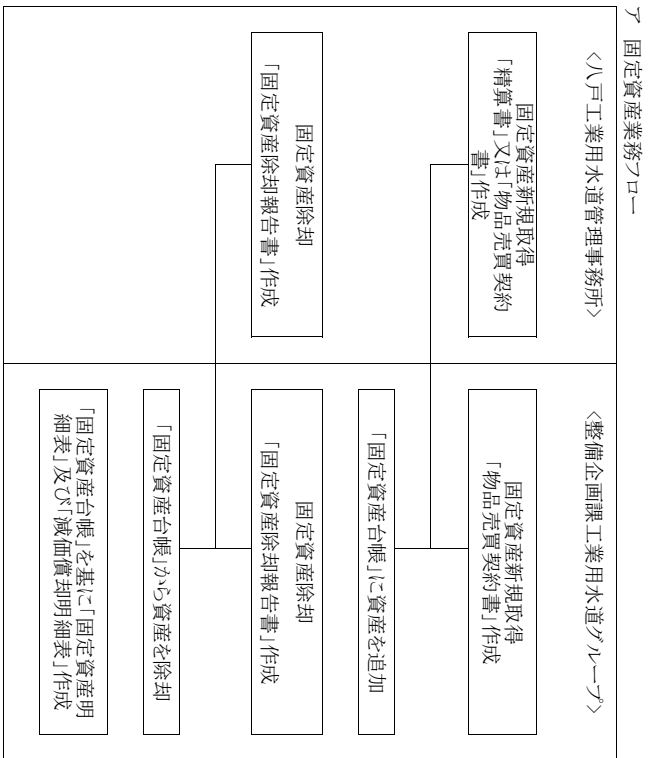 ア 固定資産業務フロー
<八戸工業用水道管理事務所>
<整備企画課工業用水道グループ>
固定資産新規取得
「精算書」又は「物品売買契約
書」作成
固定資産新規取得
「物品売買契約書」作成
「固定資産台帳」に資産を追加
固定資産除却
「固定資産除却報告書」作成
固定資産除却
「固定資産除却報告書」作成
「固定資産台帳」から資産を除却
「固定資産台帳」を基に「固定資産明
細表」及び「減価償却明細表」作成